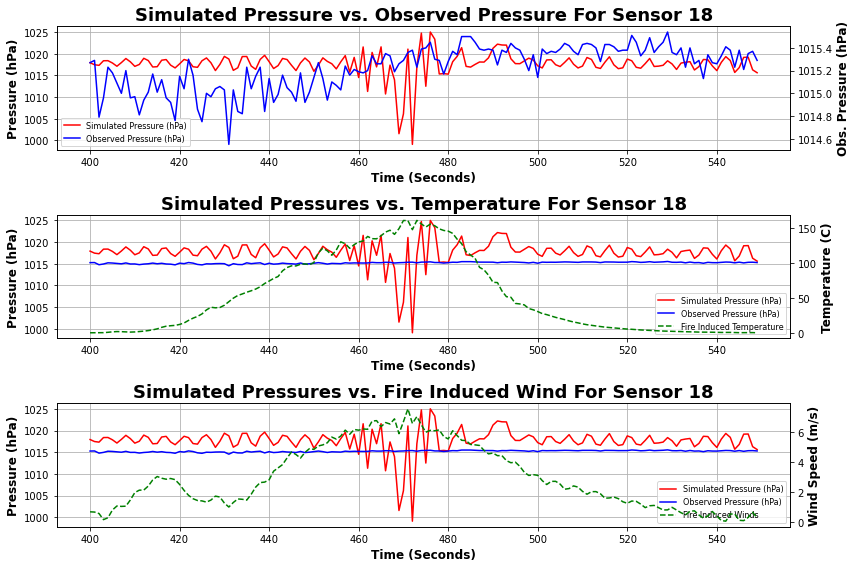 Simulated Pressure vs. Observed Pressure For Sensor 18
Pressure (hPa)
1025
1020
1015
1010
1005
1000
Simulated Pressure (hPa)
Observed Pressure (hPa)
1015.4
1015.2
1015.0
1014.8
1014.6
Obs. Pressure (hPa)
400 420 440 460 480 500 520 540
Time (Seconds)
Simulated Pressures vs. Temperature For Sensor 18
Pressure (hPa)
1025
1020
1015
1010
1005
1000
Simulated Pressure (hPa)
Observed Pressure (hPa)
Fire Induced Temperature
150
100
50
0
Temperature (C)
400 420 440 460 480 500 520 540
Time (Seconds)
Simulated Pressures vs. Fire Induced Wind For Sensor 18
Pressure (hPa)
1025
1020
1015
1010
1005
1000
Simulated Pressure (hPa)
Observed Pressure (hPa)
Fire Induced Winds
6
4
2
0
Wind Speed (m/s)
400 420 440 460 480 500 520 540
Time (Seconds)